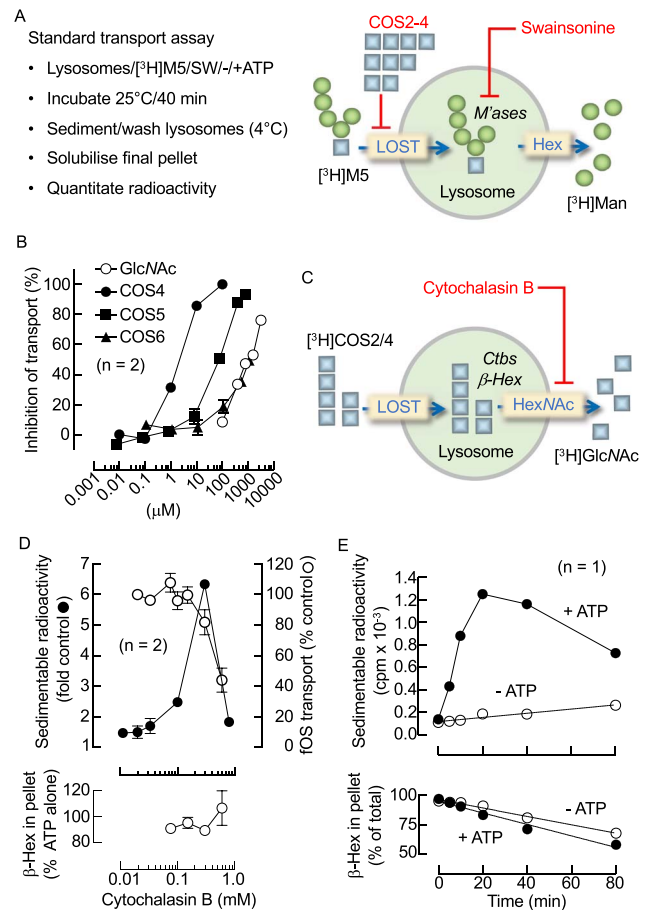 A
Standard transport assay
• Lysosomes/[³H]M5/SW/-/+ATP
• Incubate 25°C/40 min
• Sediment/wash lysosomes (4°C)
• Solubilise final pellet
• Quantitate radioactivity
COS2-4
Swainsonine
M'ases
LOST
Hex
[³H]M5
Lysosome
[³H]Man
B
Inhibition of transport (%)
100
80
60
40
20
0
GlcNAc
COS4
COS5
COS6
(n = 2)
0.001
0.01
0.1
1.0
10
100
1000
10000
(μM)
C
Cytochalasin B
[³H]COS2/4
Ctbs
β-Hex
LOST
HexNAc
Lysosome
[³H]GlcNAc
D
Sedimentable radioactivity
(fold control ●)
7
6
5
4
3
2
1
(n = 2)
120
100
80
60
40
20
0
fOS transport (% control○)
β-Hex in pellet
(% ATP alone)
120
100
80
0.01
0.1
1.0
Cytochalasin B (mM)
E
(n = 1)
Sedimentable radioactivity
(cpm x 10⁻³)
1.4
1.2
0.9
0.6
0.4
0.2
0.0
+ ATP
- ATP
β-Hex in pellet
(% of total)
100
75
50
- ATP
+ ATP
0
20
40
60
80
Time (min)